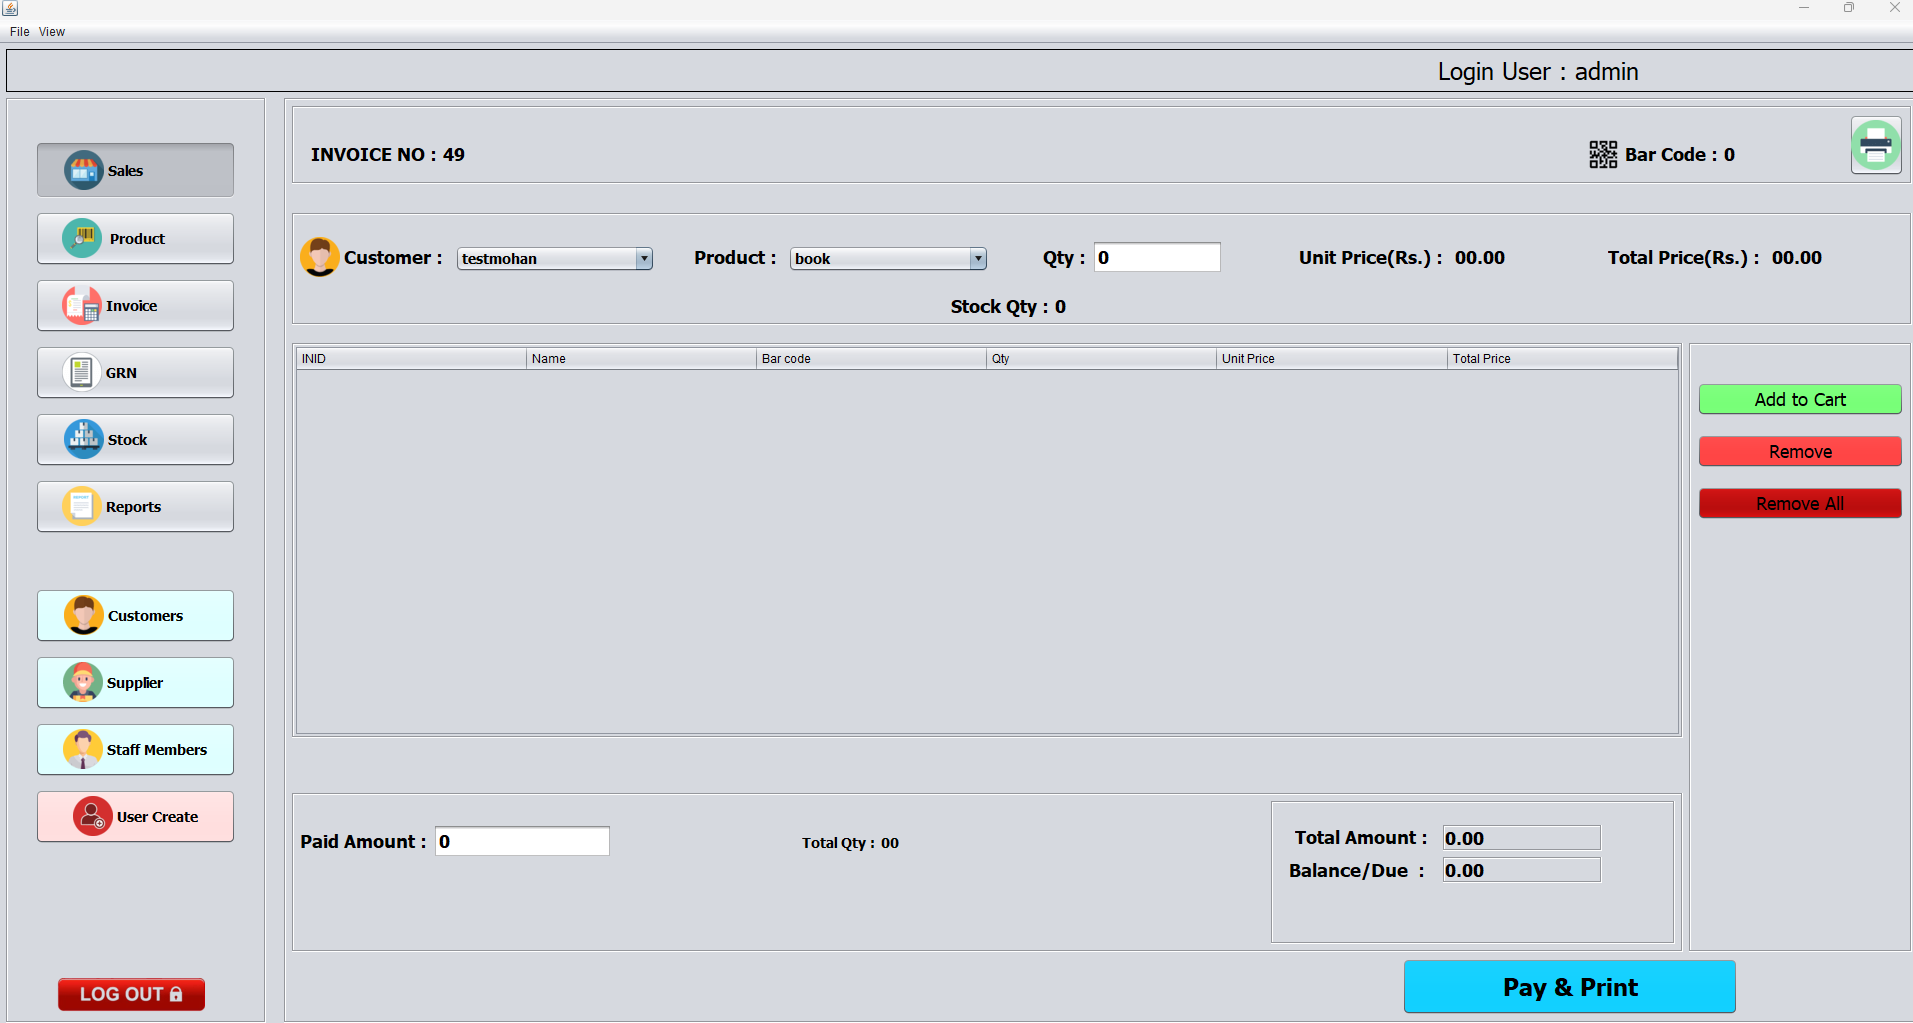 File View
Login User : admin
INVOICE NO : 49
Bar Code : 0
Customer : testmohan Product : book Qty : 0 Unit Price(Rs.) : 00.00 Total Price(Rs.) : 00.00
Stock Qty : 0
Sales
Product
Invoice
GRN
Stock
Reports
Customers
Supplier
Staff Members
User Create
LOG OUT
INID Name Bar code Qty Unit Price Total Price
Add to Cart
Remove
Remove All
Paid Amount : 0
Total Qty : 00
Total Amount : 0.00
Balance/Due : 0.00
Pay & Print